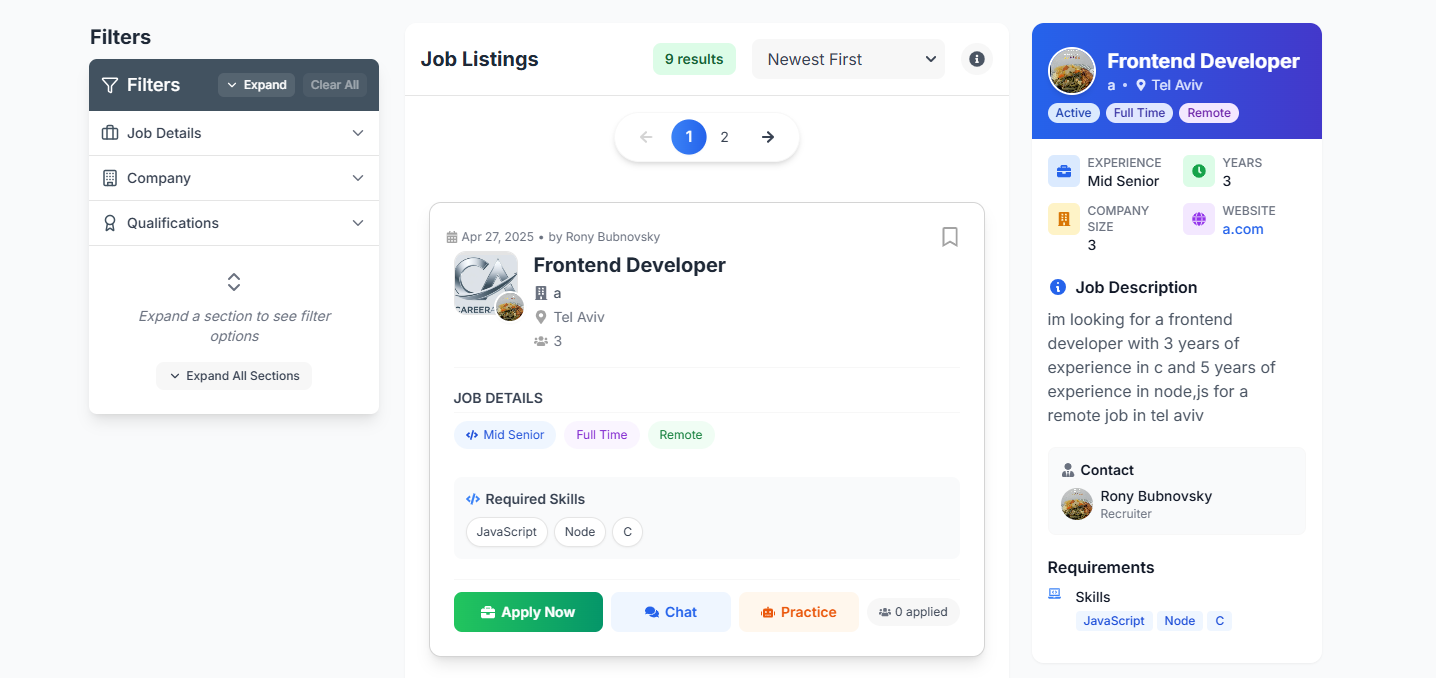 Filters
Filters
Expand
Clear All
Job Details
Company
Qualifications
Expand a section to see filter
options
Expand All Sections
Job Listings
9 results
Newest First
1
2
Apr 27, 2025 • by Rony Bubnovsky
CA
CAREERA
Frontend Developer
a
Tel Aviv
3
JOB DETAILS
Mid Senior
Full Time
Remote
Required Skills
JavaScript
Node
C
Apply Now
Chat
Practice
0 applied
Frontend Developer
a • Tel Aviv
Active
Full Time
Remote
EXPERIENCE
Mid Senior
YEARS
3
COMPANY
SIZE
3
WEBSITE
a.com
Job Description
im looking for a frontend
developer with 3 years of
experience in c and 5 years of
experience in node,js for a
remote job in tel aviv
Contact
Rony Bubnovsky
Recruiter
Requirements
Skills
JavaScript
Node
C